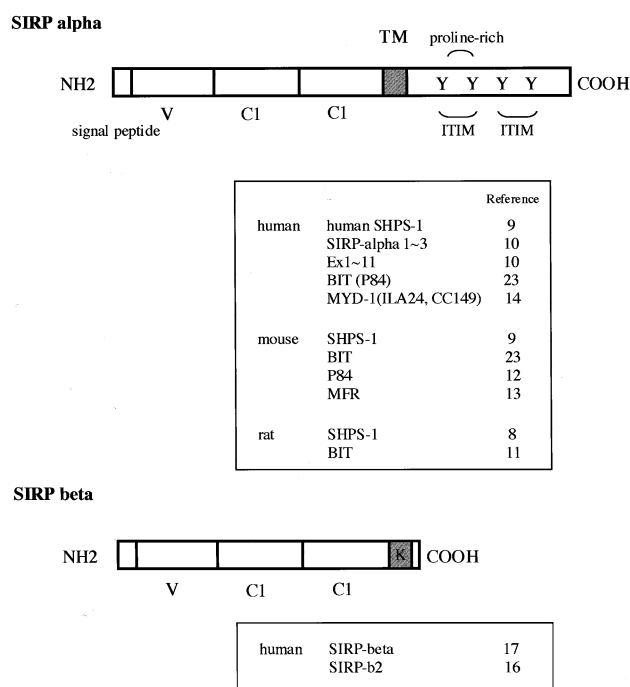 SIRP alpha
TM proline-rich
NH2 Y Y Y Y COOH
V C1 C1
signal peptide ITIM ITIM
Reference
human human SHPS-1 9
SIRP-alpha 1~3 10
Ex1~11 10
BIT (P84) 23
MYD-1(ILA24, CC149) 14
mouse SHPS-1 9
BIT 23
P84 12
MFR 13
rat SHPS-1 8
BIT 11
SIRP beta
NH2 K COOH
V C1 C1
human SIRP-beta 17
SIRP-b2 16